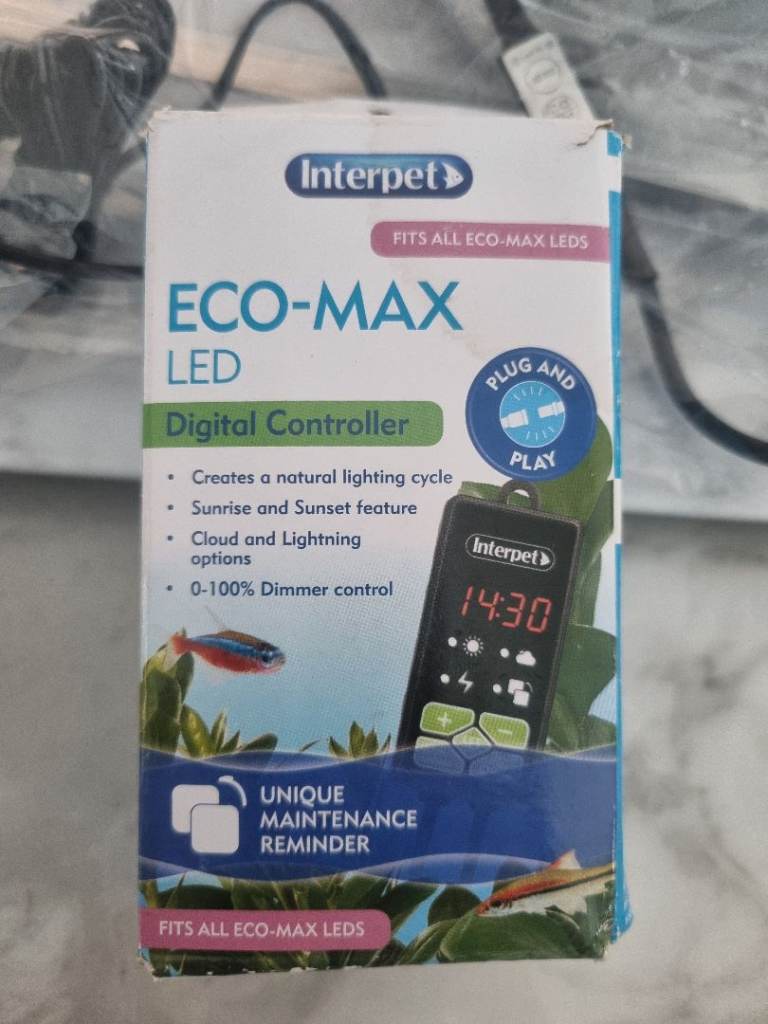 Interpet
FITS ALL ECO-MAX LEDS
ECO-MAX
LED
PLUG AND
PLAY
Digital Controller
• Creates a natural lighting cycle
• Sunrise and Sunset feature
• Cloud and Lightning
options
• 0-100% Dimmer control
Interpet
14:30
+ −
UNIQUE
MAINTENANCE
REMINDER
FITS ALL ECO-MAX LEDS